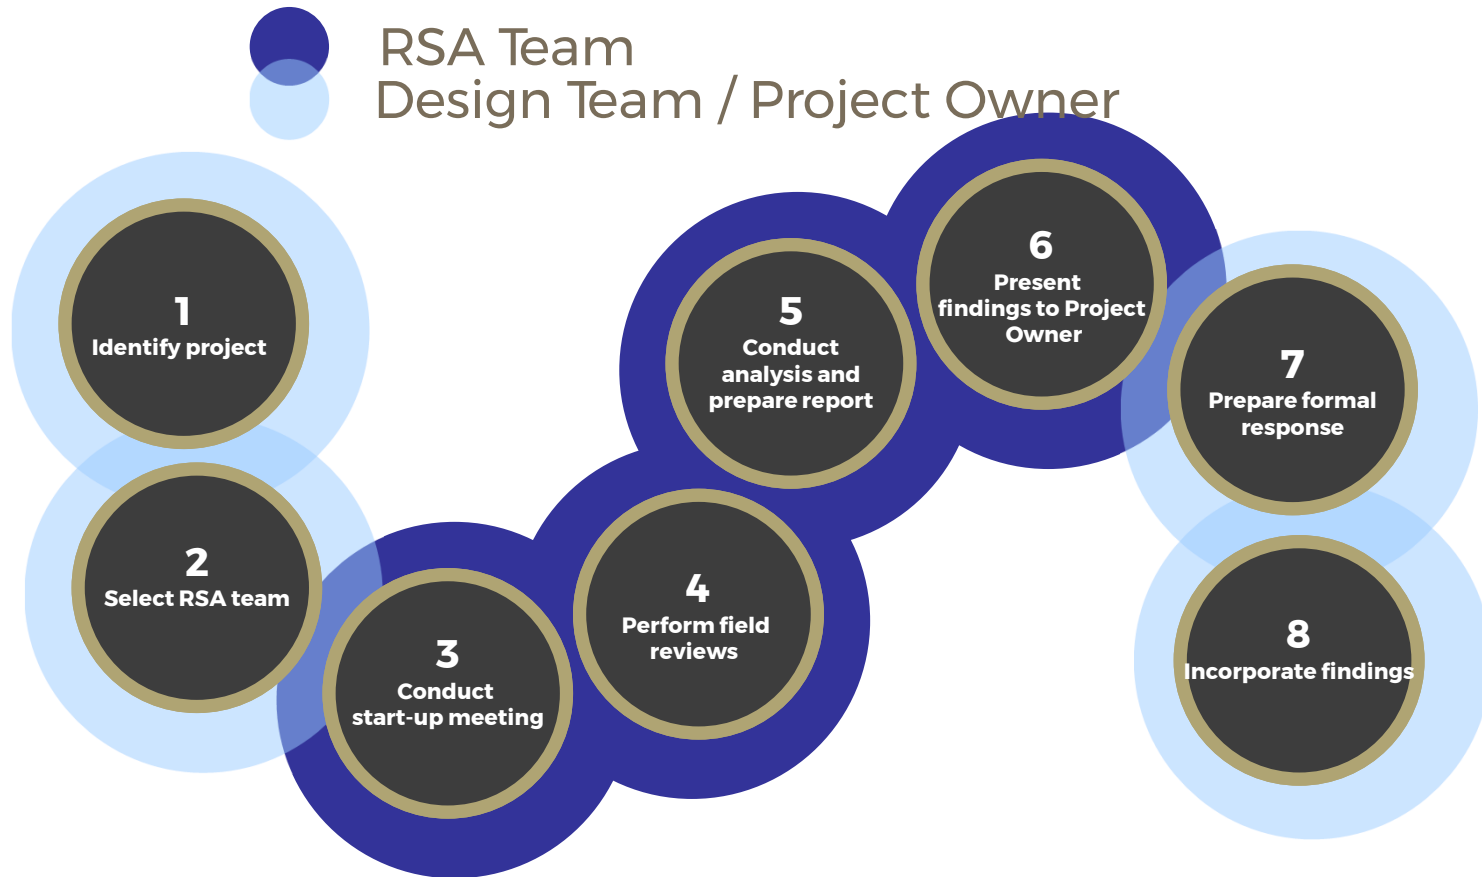 RSA Team
Design Team / Project Owner
1
Identify project
2
Select RSA team
3
Conduct
start-up meeting
4
Perform field
reviews
5
Conduct
analysis and
prepare report
6
Present
findings to Project
Owner
7
Prepare formal
response
8
Incorporate findings